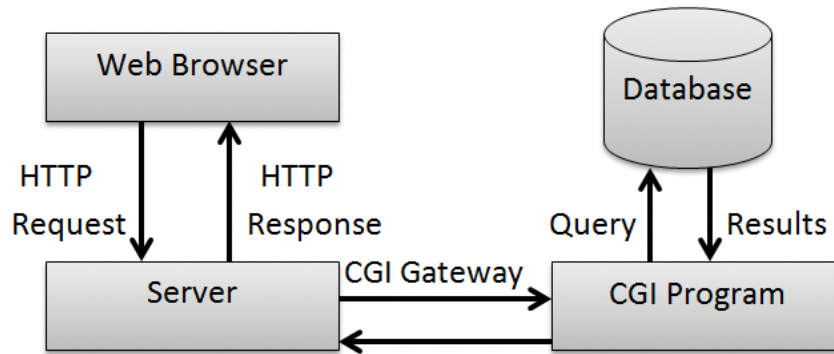 Web Browser
Database
HTTP
Request
HTTP
Response
Query
Results
Server
CGI Gateway
CGI Program